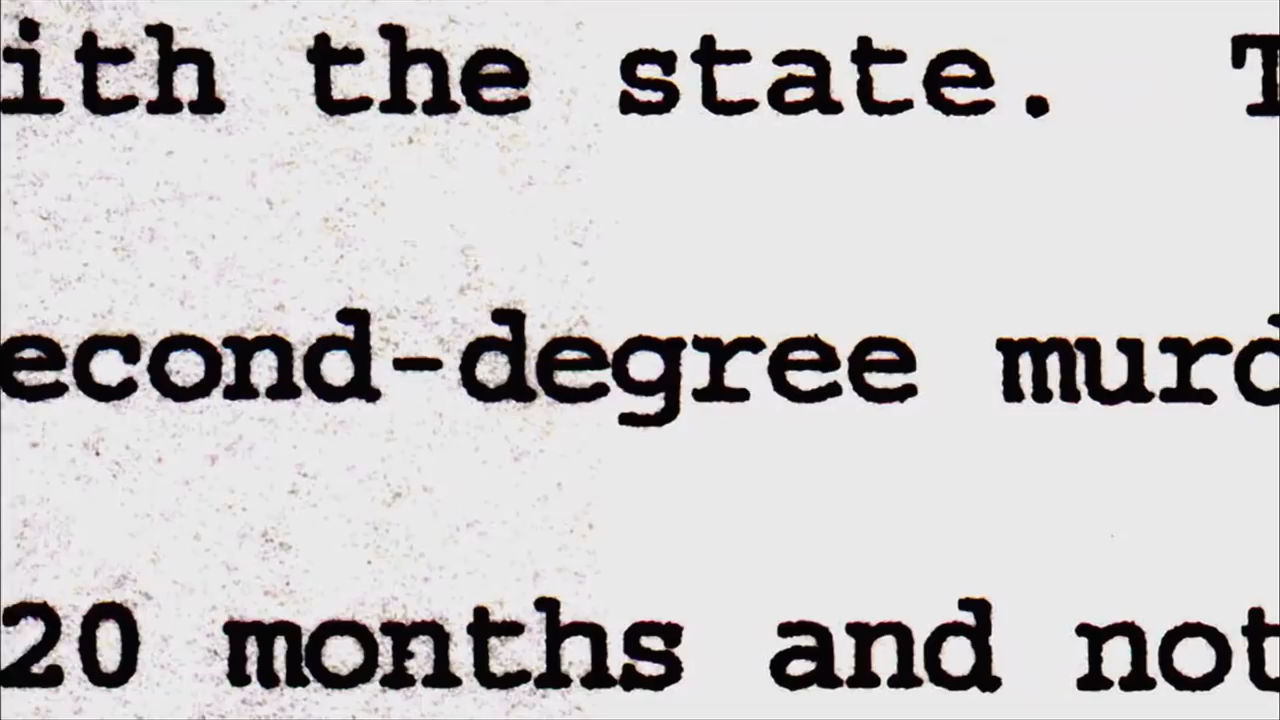 ith the state. T
econd-degree murd
20 months and not